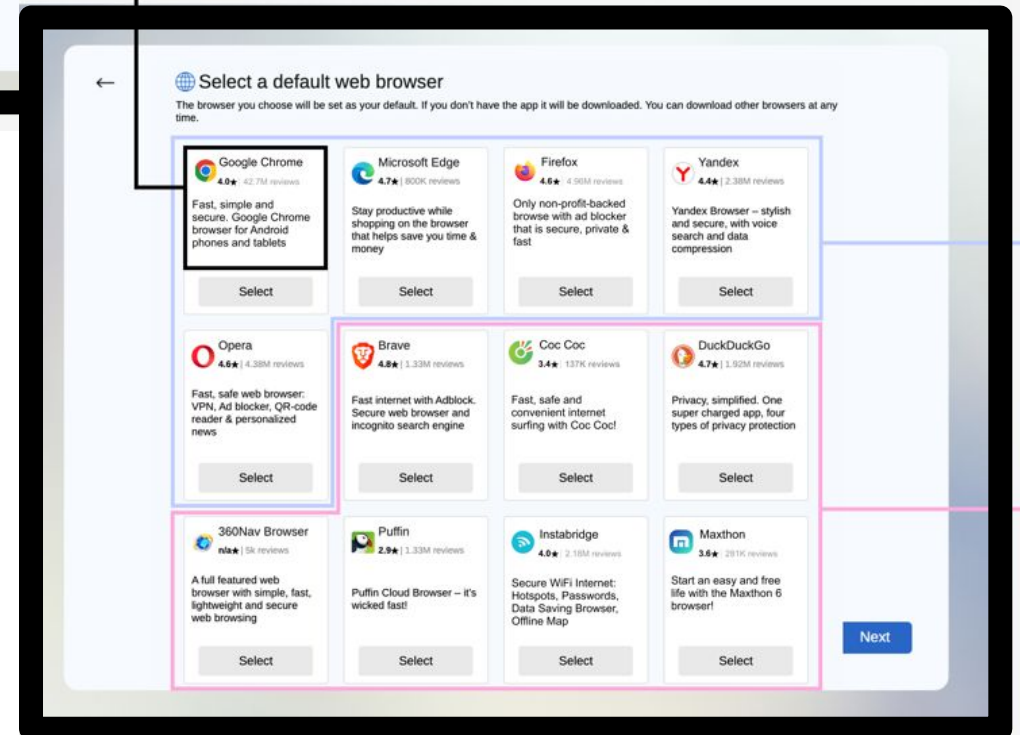 ←
Select a default web browser
The browser you choose will be set as your default. If you don't have the app it will be downloaded. You can download other browsers at any
time.
Google Chrome
4.0★ | 42.7M reviews
Fast, simple and
secure. Google Chrome
browser for Android
phones and tablets
Select
Microsoft Edge
4.7★ | 800K reviews
Stay productive while
shopping on the browser
that helps save you time &
money
Select
Firefox
4.6★ | 4.96M reviews
Only non-profit-backed
browse with ad blocker
that is secure, private &
fast
Select
Yandex
4.4★ | 2.38M reviews
Yandex Browser – stylish
and secure, with voice
search and data
compression
Select
Opera
4.6★ | 4.38M reviews
Fast, safe web browser:
VPN, Ad blocker, QR-code
reader & personalized
news
Select
Brave
4.8★ | 1.33M reviews
Fast internet with Adblock.
Secure web browser and
incognito search engine
Select
Coc Coc
3.4★ | 137K reviews
Fast, safe and
convenient internet
surfing with Coc Coc!
Select
DuckDuckGo
4.7★ | 1.92M reviews
Privacy, simplified. One
super charged app, four
types of privacy protection
Select
360Nav Browser
n/a★ | 5k reviews
A full featured web
browser with simple, fast,
lightweight and secure
web browsing
Select
Puffin
2.9★ | 1.33M reviews
Puffin Cloud Browser – it's
wicked fast!
Select
Instabridge
4.0★ | 2.18M reviews
Secure WiFi Internet:
Hotspots, Passwords,
Data Saving Browser,
Offline Map
Select
Maxthon
3.6★ | 281K reviews
Start an easy and free
life with the Maxthon 6
browser!
Select
Next